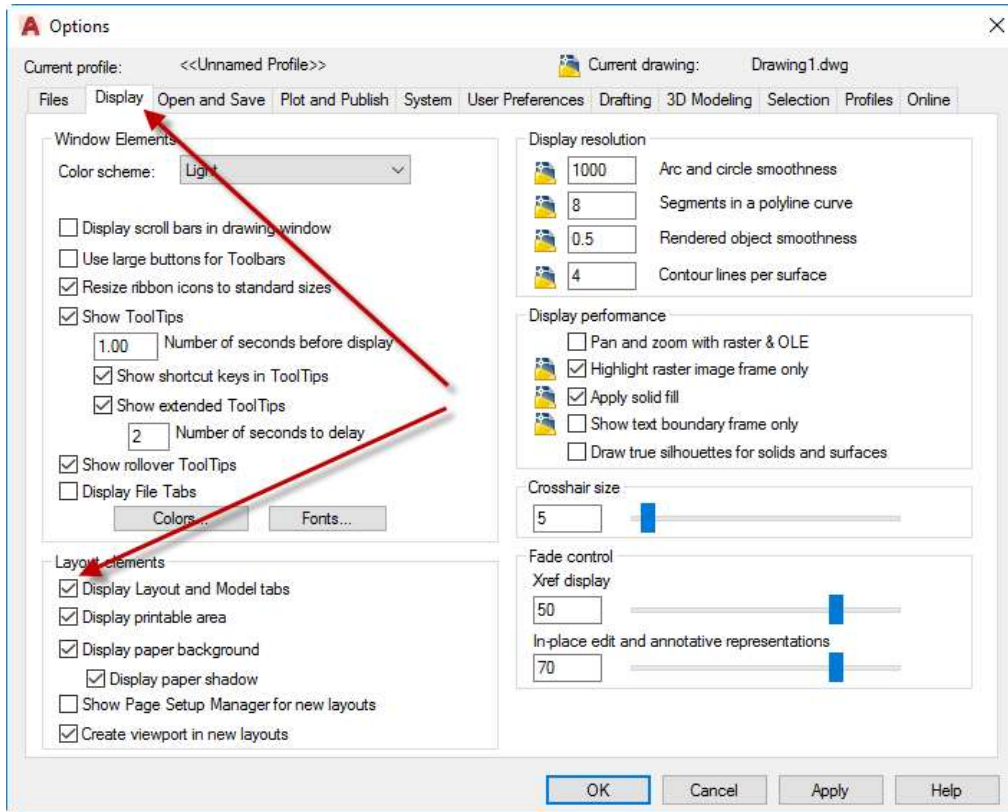 Options
Current profile: <<Unnamed Profile>> Current drawing: Drawing1.dwg
Files Display Open and Save Plot and Publish System User Preferences Drafting 3D Modeling Selection Profiles Online
Window Elements
Color scheme: Light
Display scroll bars in drawing window
Use large buttons for Toolbars
Resize ribbon icons to standard sizes
Show ToolTips
1.00 Number of seconds before display
Show shortcut keys in ToolTips
Show extended ToolTips
2 Number of seconds to delay
Show rollover ToolTips
Display File Tabs
Colors... Fonts...
Layout elements
Display Layout and Model tabs
Display printable area
Display paper background
Display paper shadow
Show Page Setup Manager for new layouts
Create viewport in new layouts
Display resolution
1000 Arc and circle smoothness
8 Segments in a polyline curve
0.5 Rendered object smoothness
4 Contour lines per surface
Display performance
Pan and zoom with raster & OLE
Highlight raster image frame only
Apply solid fill
Show text boundary frame only
Draw true silhouettes for solids and surfaces
Crosshair size
5
Fade control
Xref display
50
In-place edit and annotative representations
70
OK Cancel Apply Help